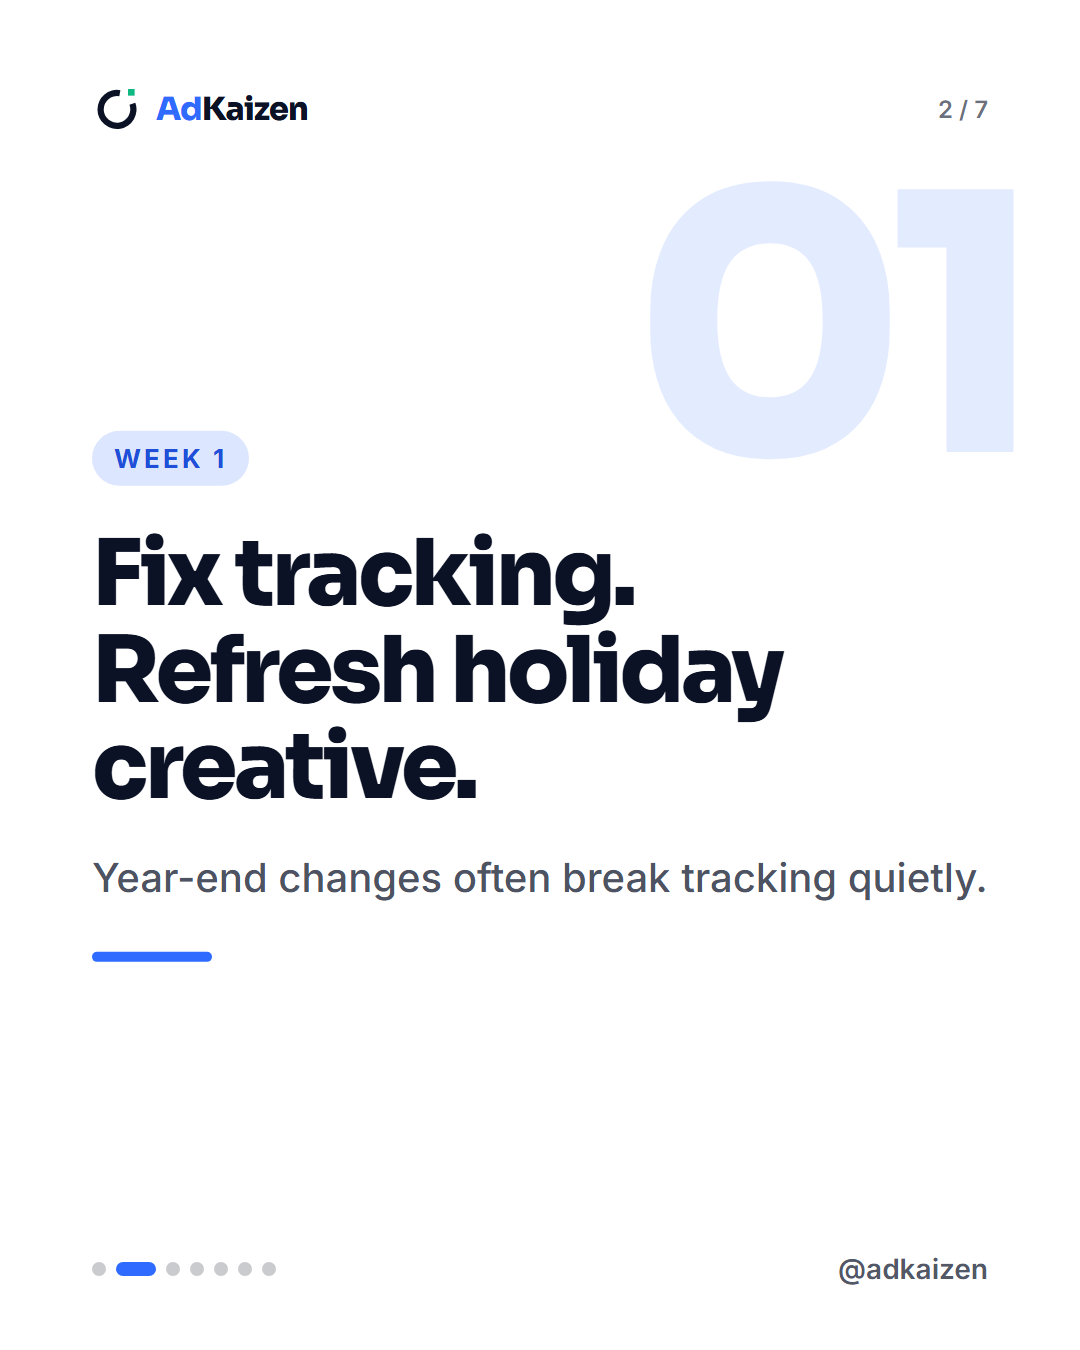 AdKaizen
2 / 7
01
WEEK 1
Fix tracking.
Refresh holiday
creative.
Year-end changes often break tracking quietly.
@adkaizen